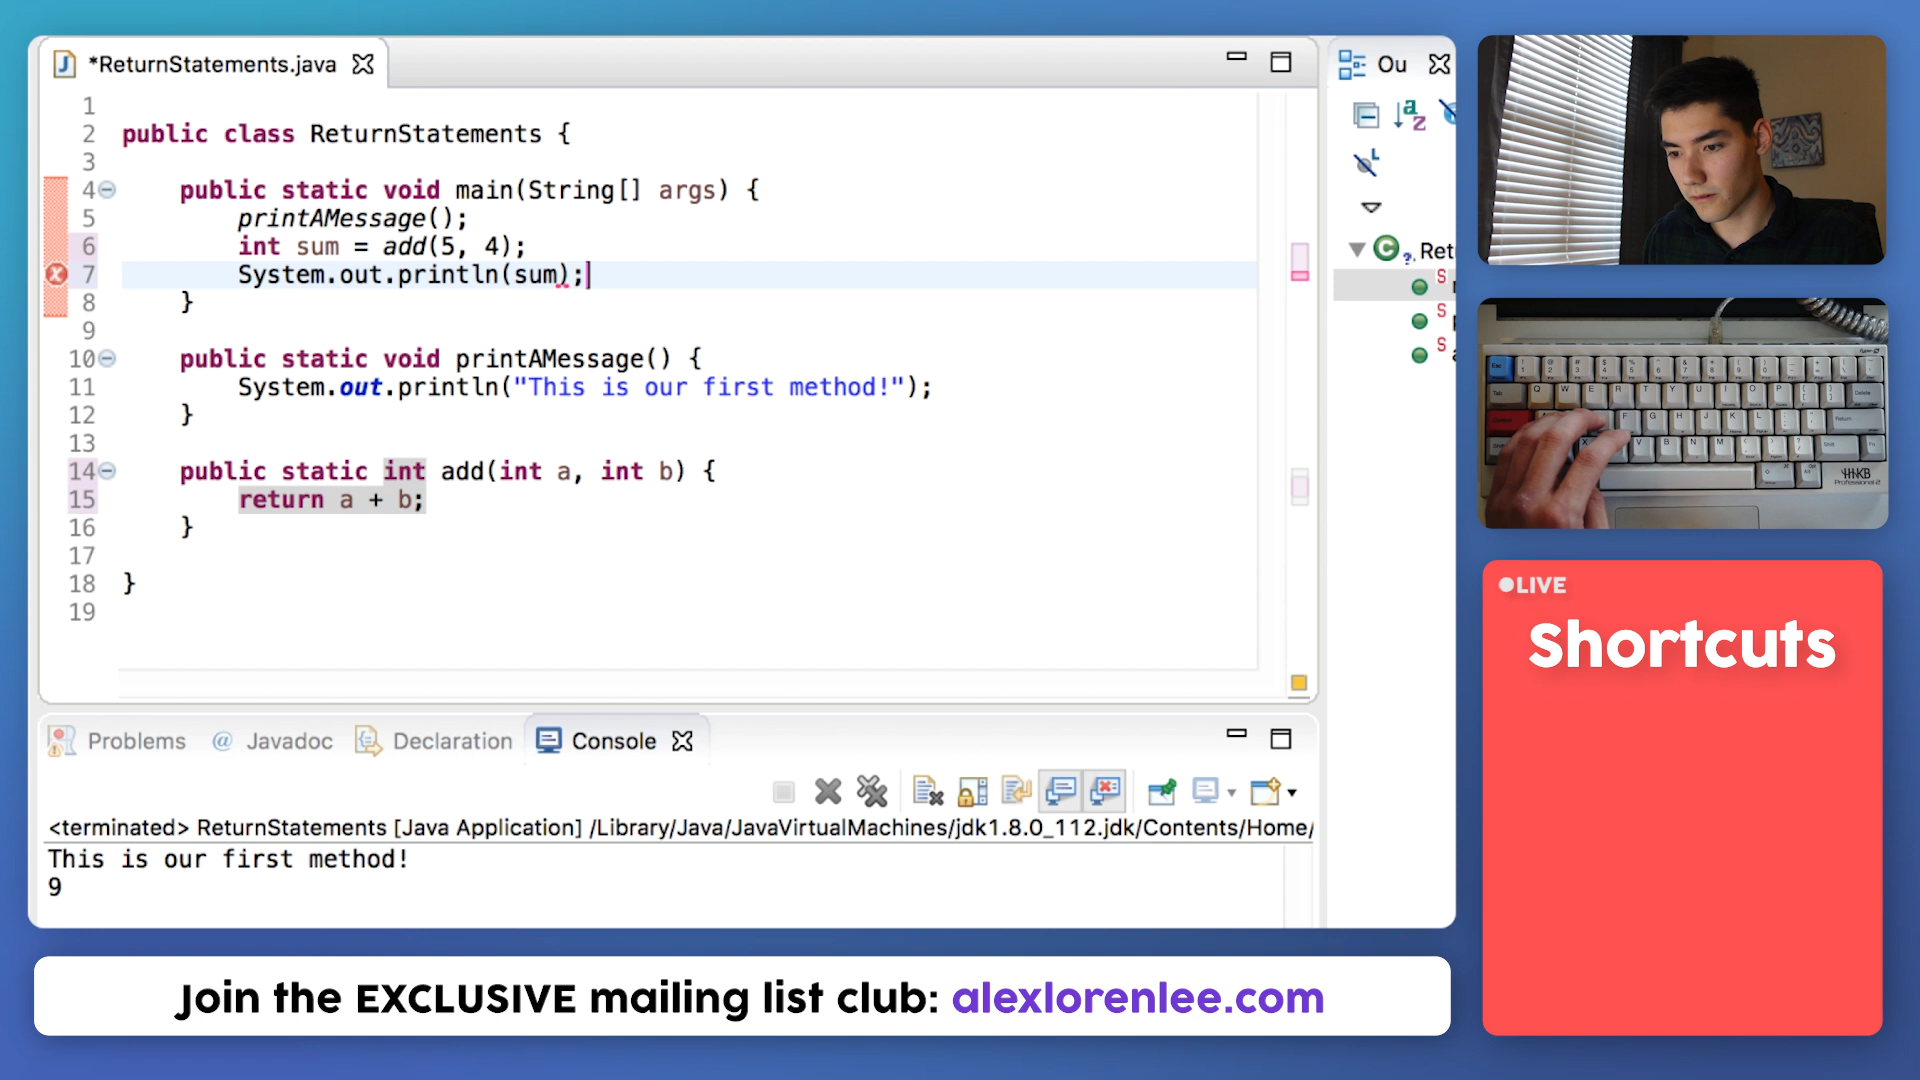 *ReturnStatements.java
Ou
1
2 public class ReturnStatements {
3
4 public static void main(String[] args) {
5 printAMessage();
6 int sum = add(5, 4);
7 System.out.println(sum);
8 }
9
10 public static void printAMessage() {
11 System.out.println("This is our first method!");
12 }
13
14 public static int add(int a, int b) {
15 return a + b;
16 }
17
18 }
19
Ret
Problems @ Javadoc Declaration Console
<terminated> ReturnStatements [Java Application] /Library/Java/JavaVirtualMachines/jdk1.8.0_112.jdk/Contents/Home/
This is our first method!
9
HHKB
Professional 2
LIVE
Shortcuts
Join the EXCLUSIVE mailing list club: alexlorenlee.com